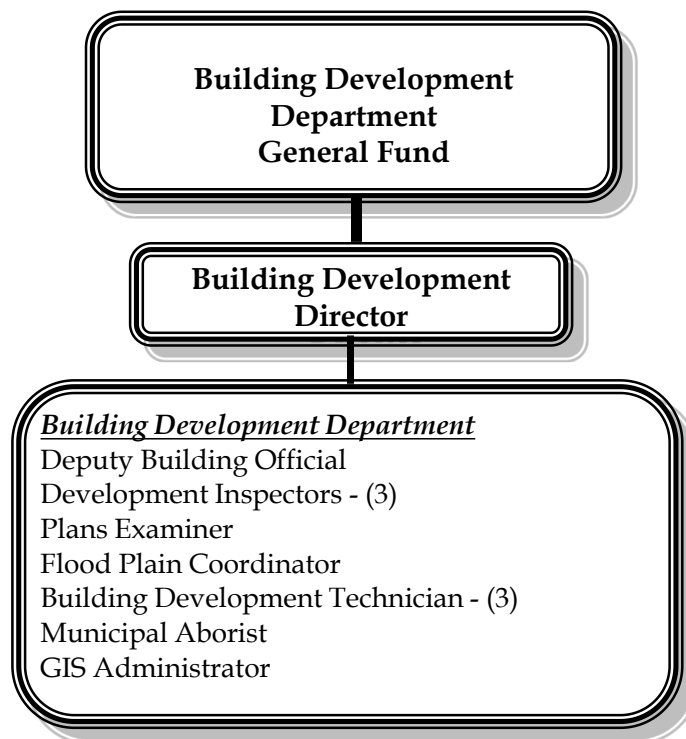 Building Development
Department
General Fund
Building Development
Director
Building Development Department
Deputy Building Official
Development Inspectors - (3)
Plans Examiner
Flood Plain Coordinator
Building Development Technician - (3)
Municipal Aborist
GIS Administrator